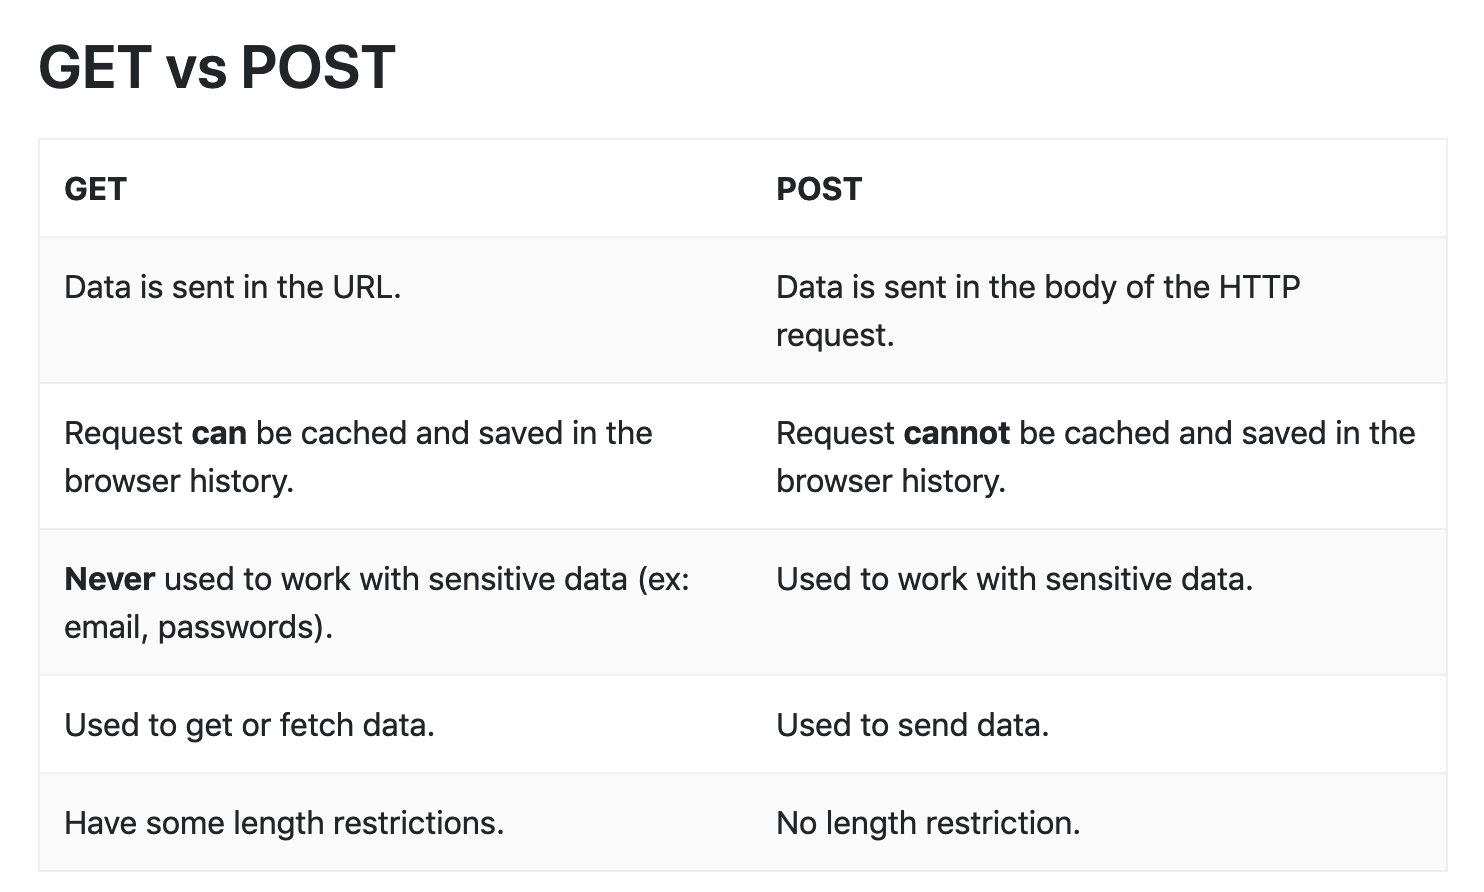 GET vs POST
GET
POST
Data is sent in the URL.
Data is sent in the body of the HTTP
request.
Request can be cached and saved in the
browser history.
Request cannot be cached and saved in the
browser history.
Never used to work with sensitive data (ex:
email, passwords).
Used to work with sensitive data.
Used to get or fetch data.
Used to send data.
Have some length restrictions.
No length restriction.